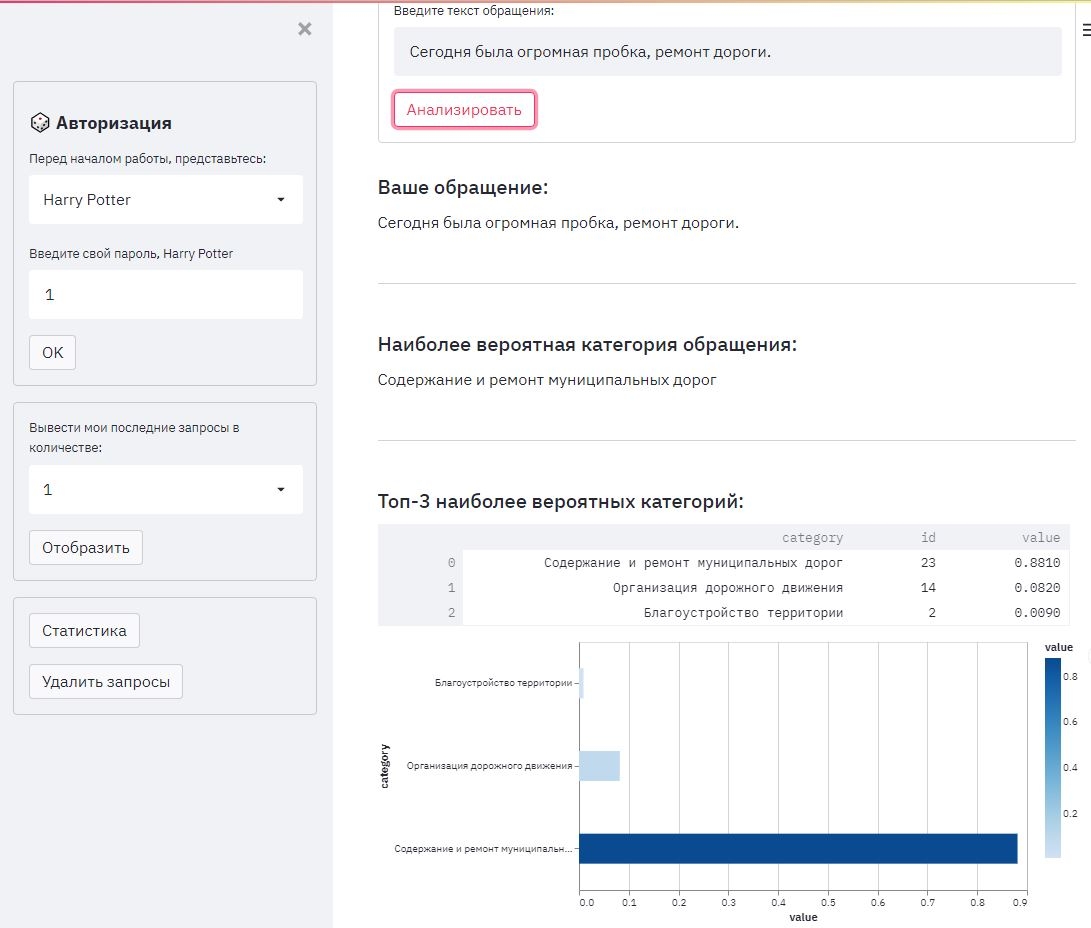 Авторизация
Перед началом работы, представьтесь:
Harry Potter
Введите свой пароль, Harry Potter
1
OK
Вывести мои последние запросы в
количестве:
1
Отобразить
Статистика
Удалить запросы
Введите текст обращения:
Сегодня была огромная пробка, ремонт дороги.
Анализировать
Ваше обращение:
Сегодня была огромная пробка, ремонт дороги.
Наиболее вероятная категория обращения:
Содержание и ремонт муниципальных дорог
Топ-3 наиболее вероятных категорий:
category id value
0 Содержание и ремонт муниципальных дорог 23 0.8810
1 Организация дорожного движения 14 0.0820
2 Благоустройство территории 2 0.0090
value
0.8
0.6
0.4
0.2
Благоустройство территории
Организация дорожного движения
Содержание и ремонт муниципальн...
category
0.0 0.1 0.2 0.3 0.4 0.5 0.6 0.7 0.8 0.9
value